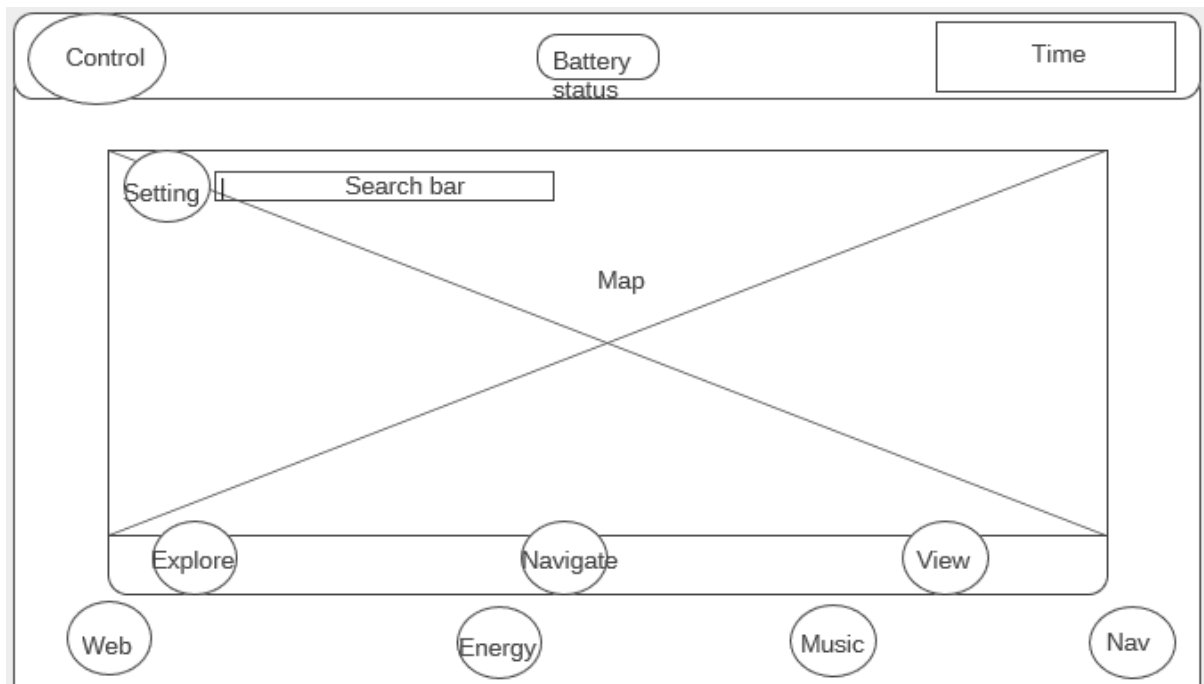 Control
Battery
status
Time
Setting
Search bar
Map
Explore
Navigate
View
Web
Energy
Music
Nav